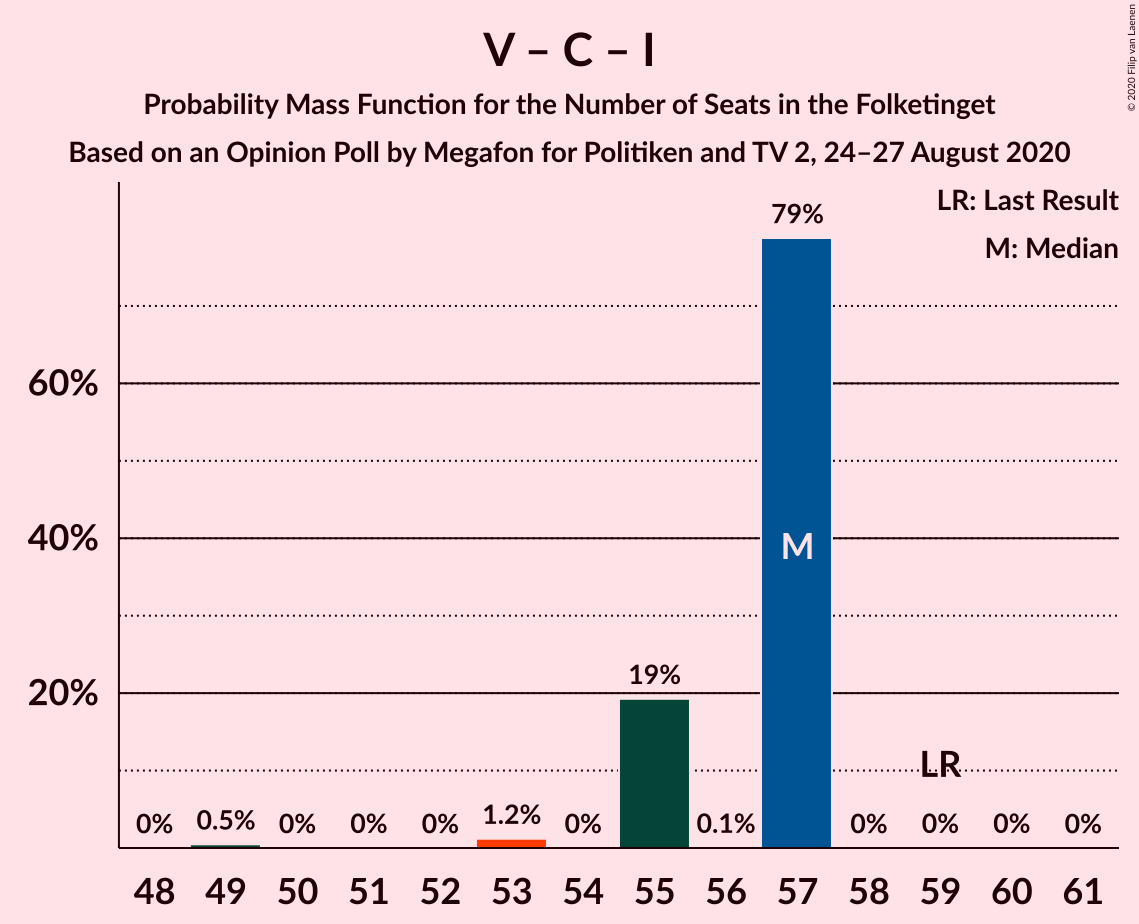 V – C – I
Probability Mass Function for the Number of Seats in the Folketinget
Based on an Opinion Poll by Megafon for Politiken and TV 2, 24–27 August 2020
© 2020 Filip van Laenen
LR: Last Result
M: Median
79%
60%
40%
M
19%
20%
LR
0% 0.5% 0% 0% 0% 1.2% 0% 0.1% 0% 0% 0% 0%
48 49 50 51 52 53 54 55 56 57 58 59 60 61